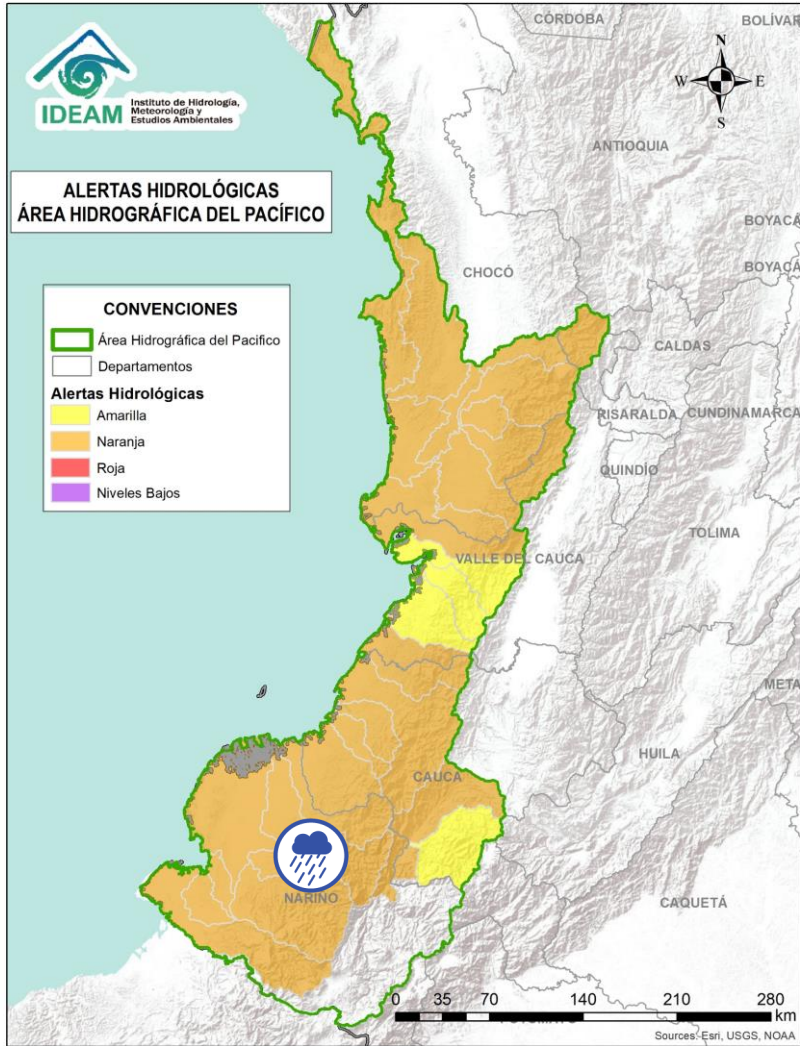 IDEAM
Instituto de Hidrología,
Meteorología y
Estudios Ambientales
ALERTAS HIDROLÓGICAS
ÁREA HIDROGRÁFICA DEL PACÍFICO
CONVENCIONES
Área Hidrográfica del Pacifico
Departamentos
Alertas Hidrológicas
Amarilla
Naranja
Roja
Niveles Bajos
N
W E
S
CÓRDOBA
BOLÍVAR
ANTIOQUIA
BOYACÁ
CHOCÓ
BOYACÁ
CALDAS
RISARALDA
CUNDINAMARCA
QUINDÍO
TOLIMA
VALLE DEL CAUCA
META
HUILA
CAUCA
NARIÑO
CAQUETÁ
0 35 70 140 210 280
km
Sources: Esri, USGS, NOAA